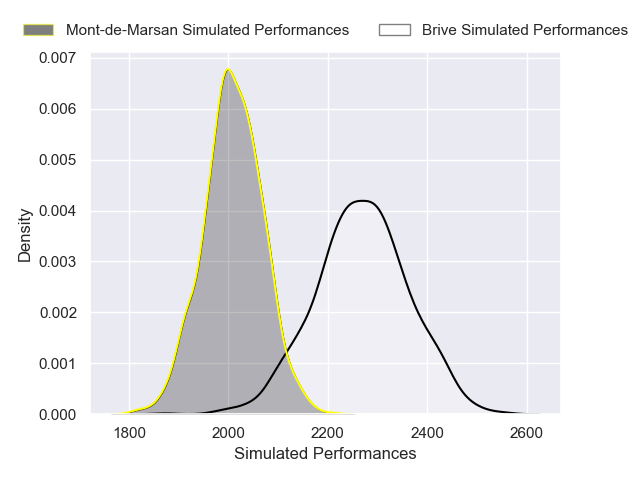 Mont-de-Marsan Simulated Performances
Brive Simulated Performances
0.007
0.006
0.005
0.004
0.003
0.002
0.001
0.000
Density
1800 2000 2200 2400 2600
Simulated Performances